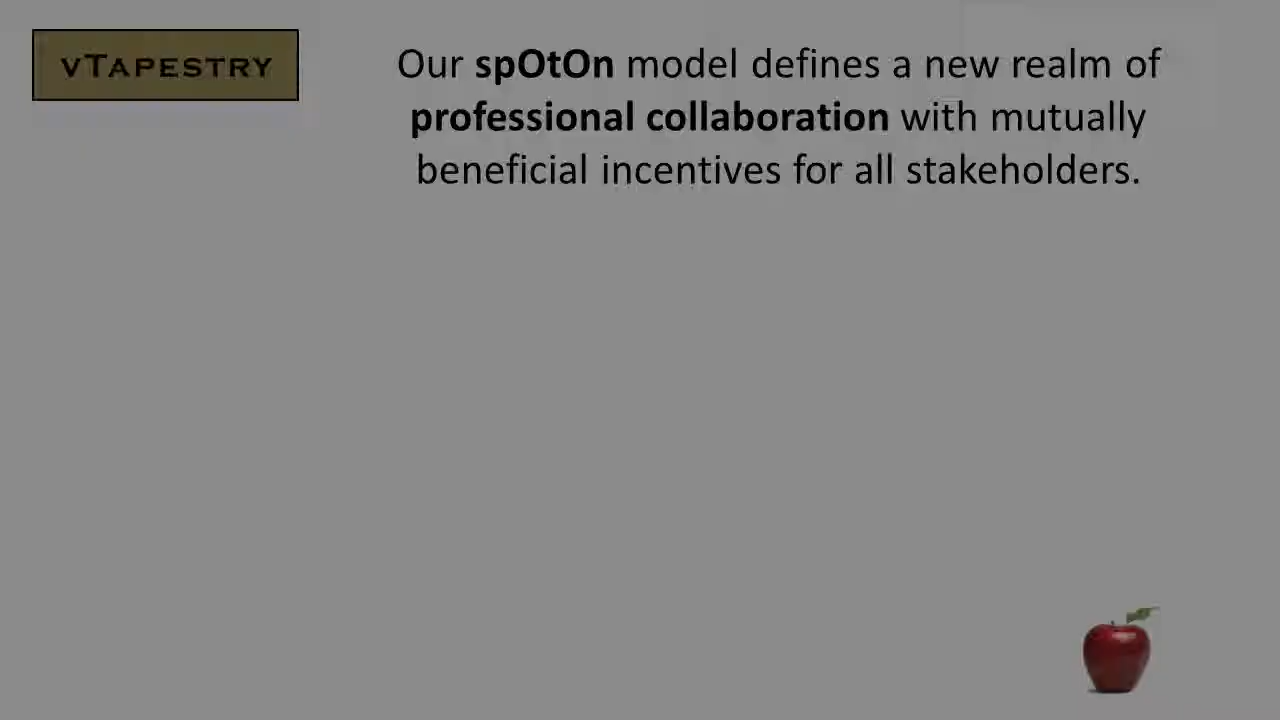 vTapestry
Our spOtOn model defines a new realm of
professional collaboration with mutually
beneficial incentives for all stakeholders.